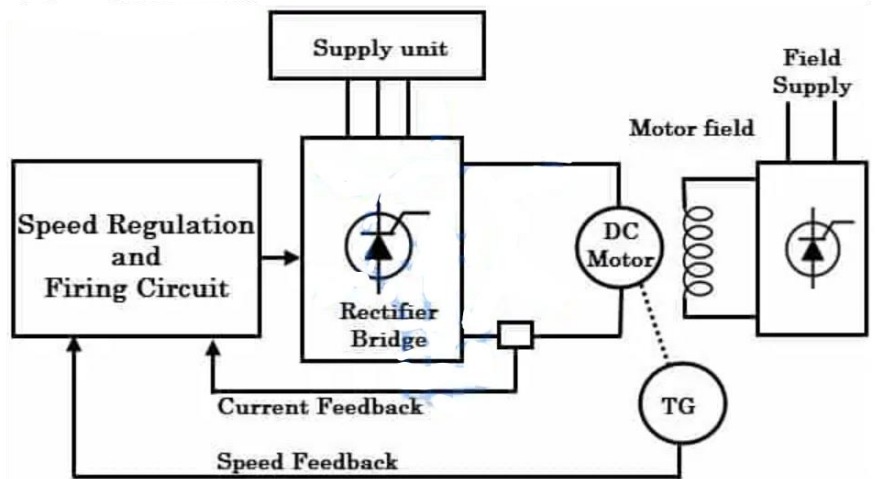 Supply unit
Field
Supply
Motor field
Speed Regulation
and
Firing Circuit
DC
Motor
Rectifier
Bridge
Current Feedback
TG
Speed Feedback